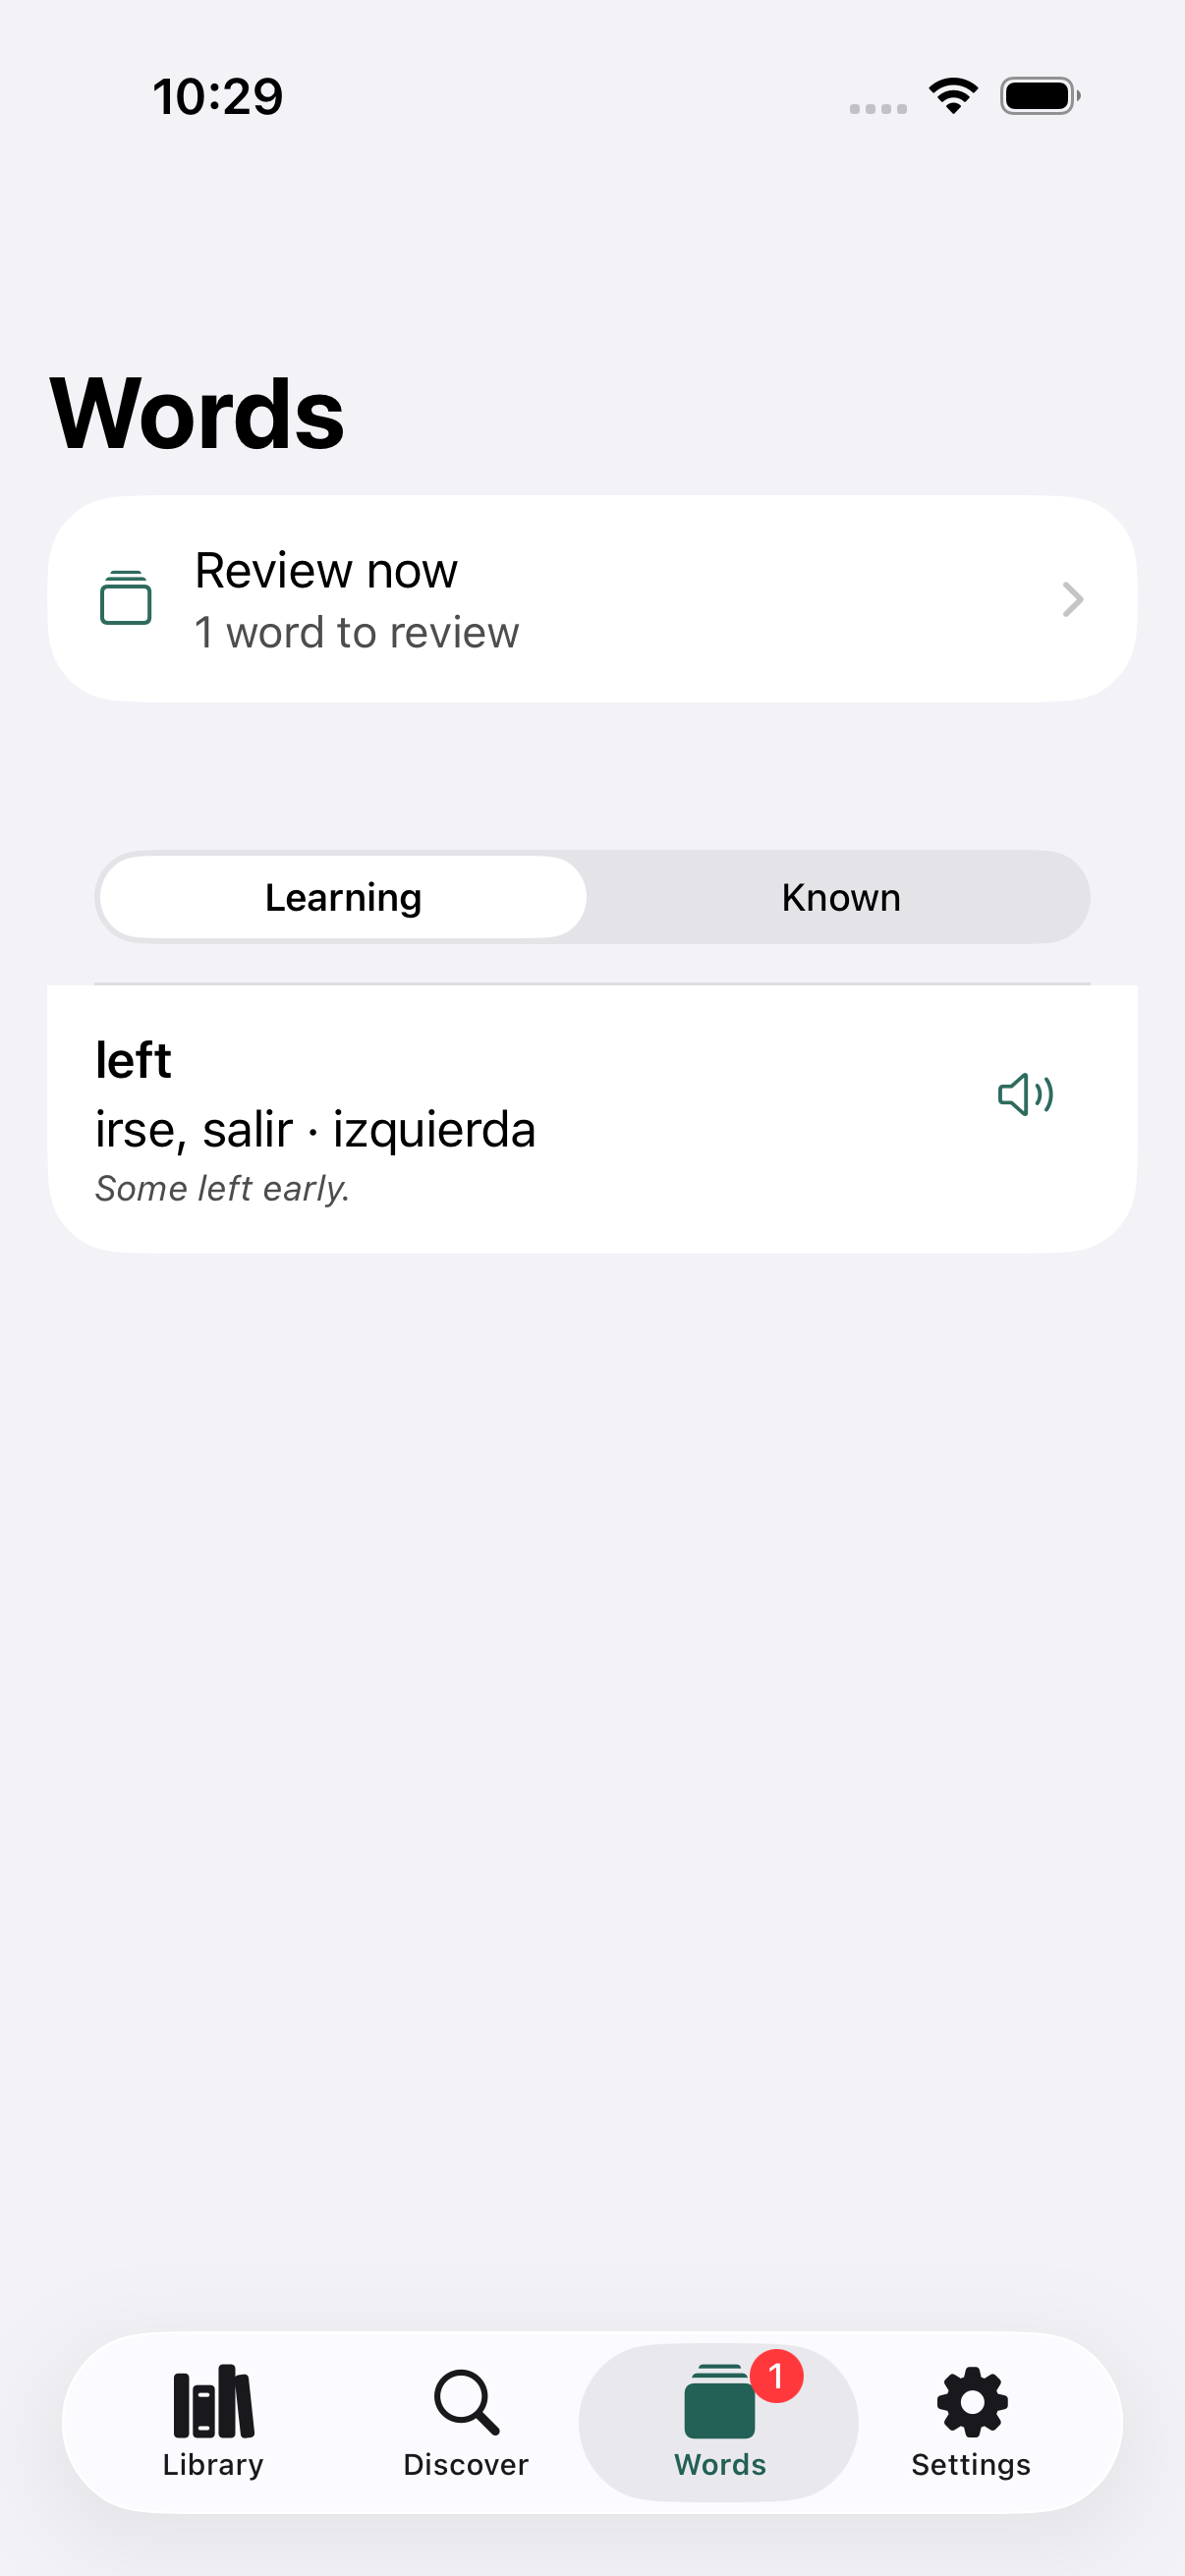 10:29
Words
Review now
1 word to review
Learning
Known
left
irse, salir · izquierda
Some left early.
1
Library
Discover
Words
Settings